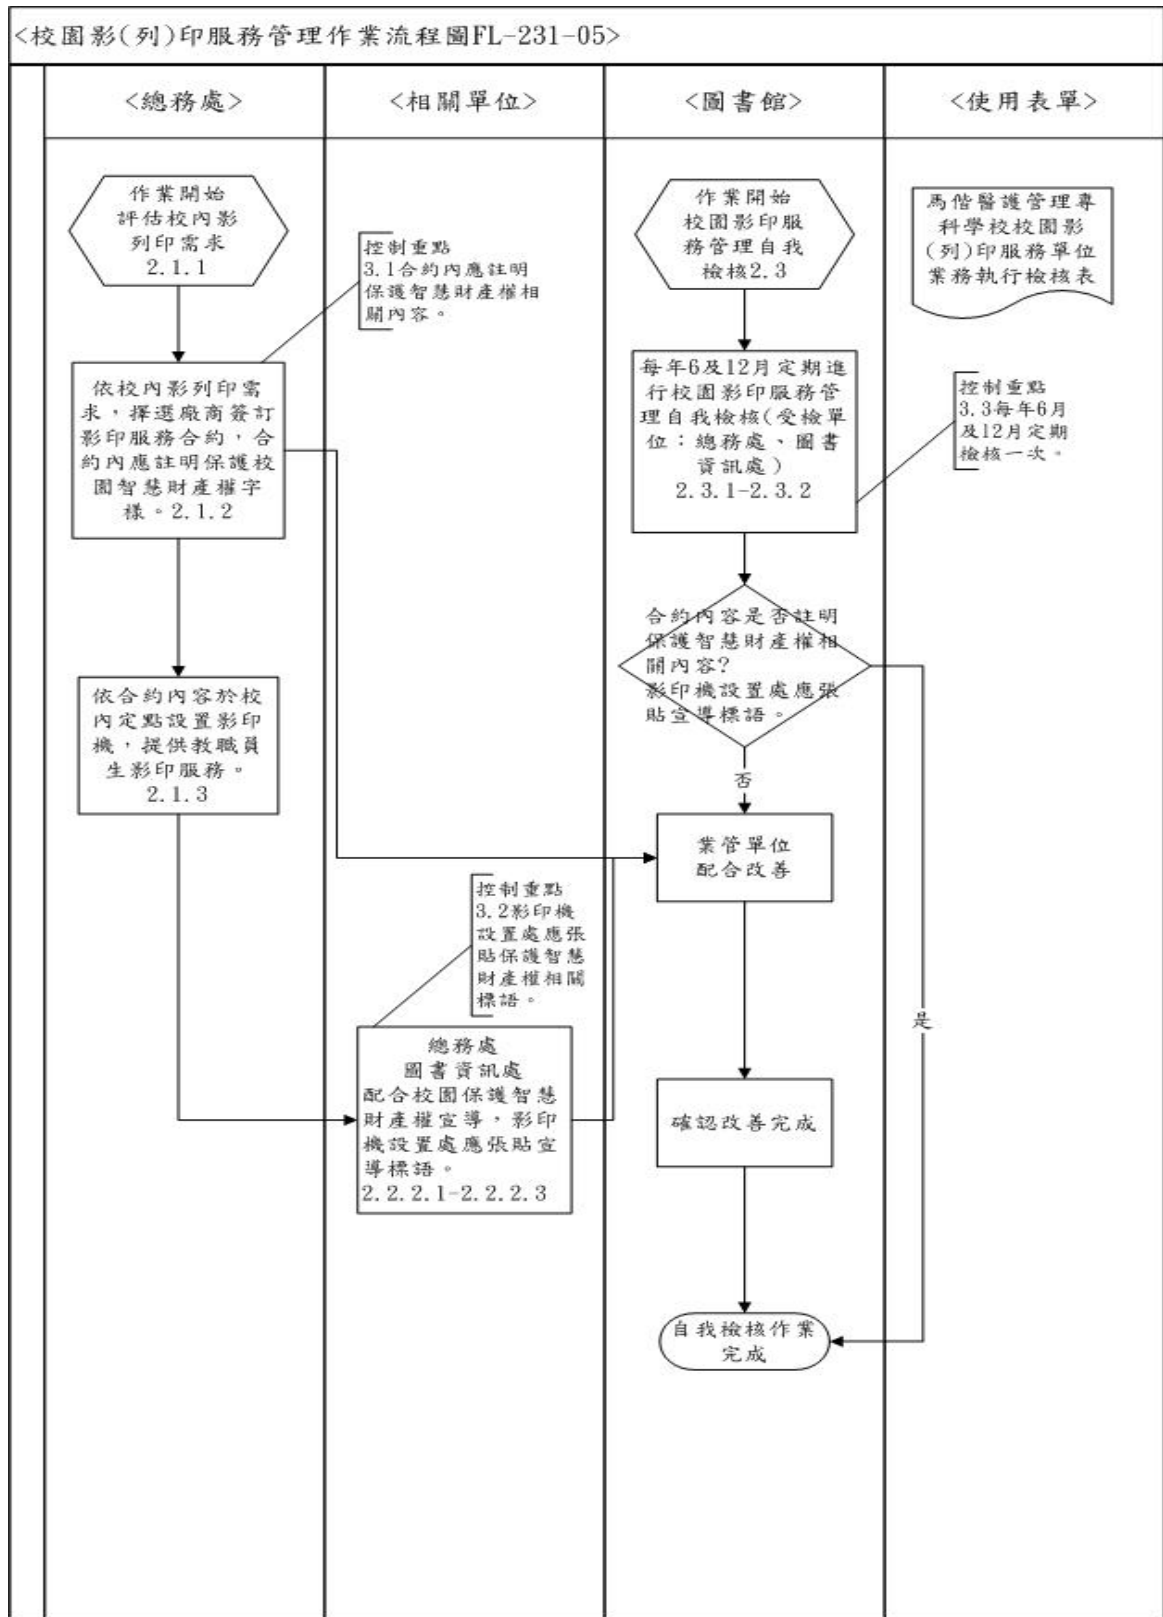 <校園影(列)印服務管理作業流程圖FL-231-05>
<總務處>
<相關單位>
<圖書館>
<使用表單>
作業開始
評估校內影
列印需求
2.1.1
控制重點
3.1合約內應註明
保護智慧財產權相
關內容。
依校內影列印需
求，擇選廠商簽訂
影印服務合約，合
約內應註明保護校
園智慧財產權字
樣。2.1.2
依合約內容於校
內定點設置影印
機，提供教職員
生影印服務。
2.1.3
控制重點
3.2影印機
設置處應張
貼保護智慧
財產權相關
標語。
總務處
圖書資訊處
配合校園保護智慧
財產權宣導，影印
機設置處應張貼宣
導標語。
2.2.2.1-2.2.2.3
作業開始
校園影印服
務管理自我
檢核2.3
每年6及12月定期進
行校園影印服務管
理自我檢核(受檢單
位：總務處、圖書
資訊處)
2.3.1-2.3.2
合約內容是否註明
保護智慧財產權相
關內容?
影印機設置處應張
貼宣導標語。
否
業管單位
配合改善
確認改善完成
自我檢核作業
完成
是
馬偕醫護管理專
科學校校園影
(列)印服務單位
業務執行檢核表
控制重點
3.3每年6月
及12月定期
檢核一次。